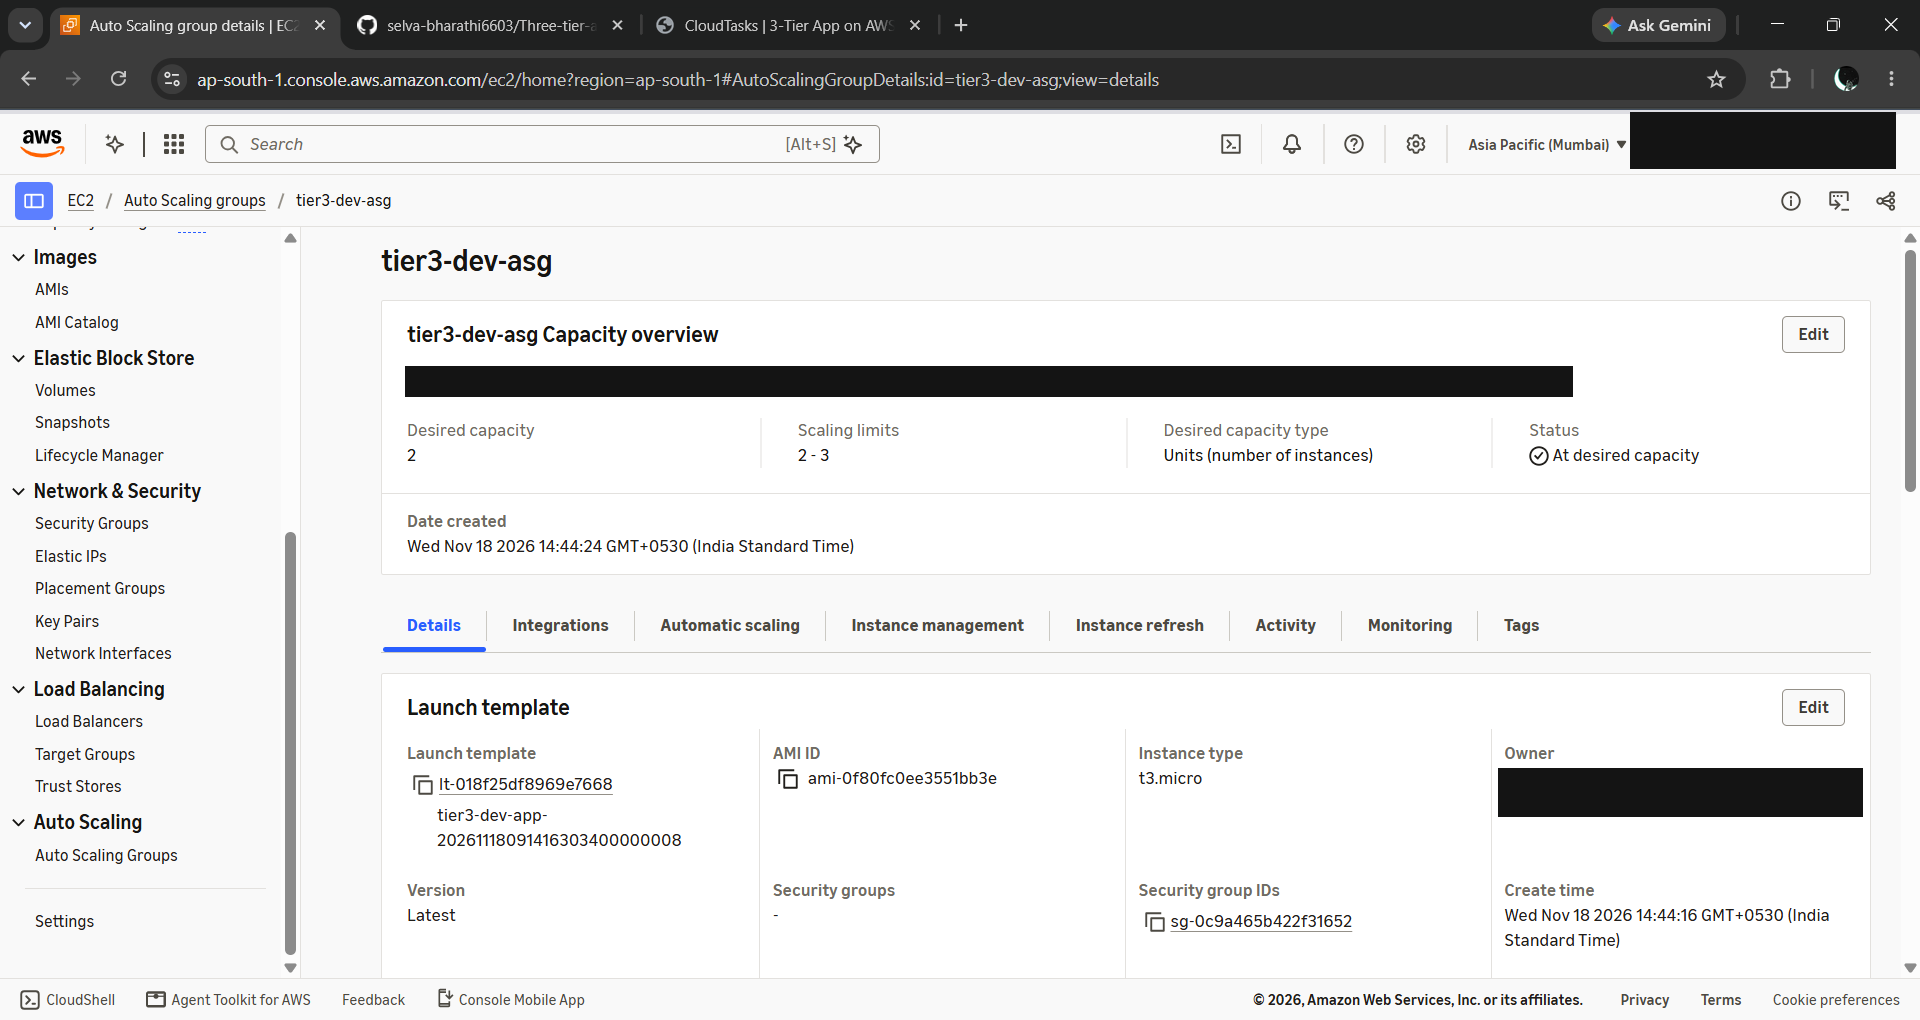 Auto Scaling group details | EC2
selva-bharathi6603/Three-tier-a
CloudTasks | 3-Tier App on AWS
Ask Gemini
ap-south-1.console.aws.amazon.com/ec2/home?region=ap-south-1#AutoScalingGroupDetails:id=tier3-dev-asg;view=details
aws
Search
[Alt+S]
Asia Pacific (Mumbai)
EC2 / Auto Scaling groups / tier3-dev-asg
Images
AMIs
AMI Catalog
Elastic Block Store
Volumes
Snapshots
Lifecycle Manager
Network & Security
Security Groups
Elastic IPs
Placement Groups
Key Pairs
Network Interfaces
Load Balancing
Load Balancers
Target Groups
Trust Stores
Auto Scaling
Auto Scaling Groups
Settings
tier3-dev-asg
tier3-dev-asg Capacity overview
Edit
Desired capacity
2
Scaling limits
2 - 3
Desired capacity type
Units (number of instances)
Status
At desired capacity
Date created
Wed Nov 18 2026 14:44:24 GMT+0530 (India Standard Time)
Details
Integrations
Automatic scaling
Instance management
Instance refresh
Activity
Monitoring
Tags
Launch template
Edit
Launch template
lt-018f25df8969e7668
tier3-dev-app-
20261118091416303400000008
AMI ID
ami-0f80fc0ee3551bb3e
Instance type
t3.micro
Owner
Version
Latest
Security groups
-
Security group IDs
sg-0c9a465b422f31652
Create time
Wed Nov 18 2026 14:44:16 GMT+0530 (India
Standard Time)
CloudShell
Agent Toolkit for AWS
Feedback
Console Mobile App
© 2026, Amazon Web Services, Inc. or its affiliates.
Privacy
Terms
Cookie preferences